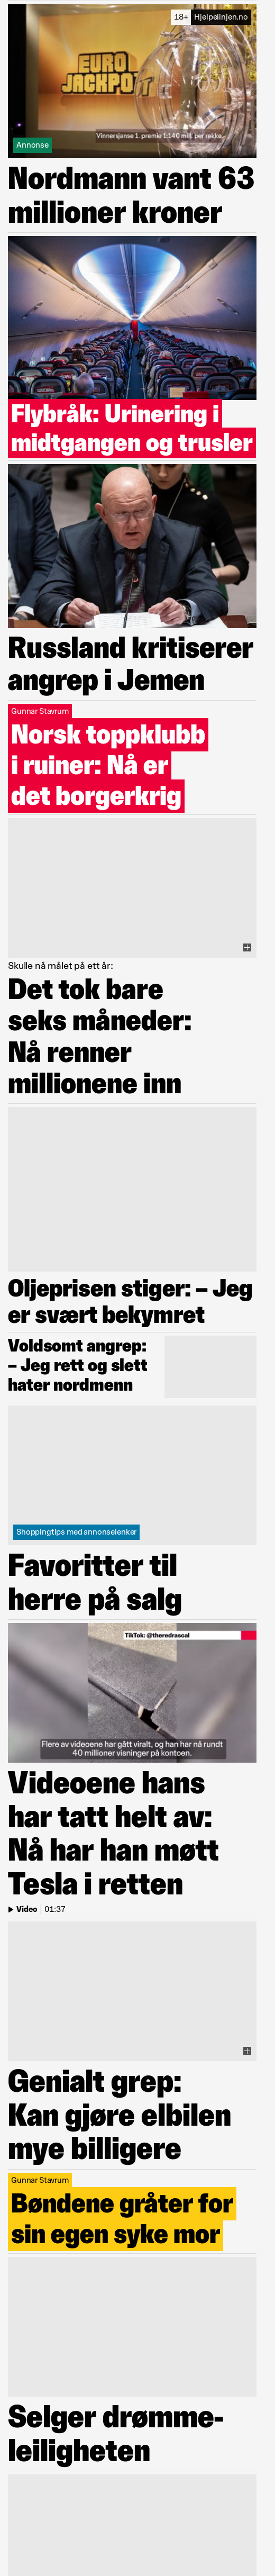 18+ Hjelpelinjen.no
EURO
JACKPOT
Vinnersjanse 1. premie 1:140 mill. per rekke.
Annonse
Nordmann vant 63
millioner kroner
Flybråk: Urinering i
midtgangen og trusler
Russland kritiserer
angrep i Jemen
Gunnar Stavrum
Norsk toppklubb
i ruiner: Nå er
det borgerkrig
Skulle nå målet på ett år:
Det tok bare
seks måneder:
Nå renner
millionene inn
Oljeprisen stiger: – Jeg
er svært bekymret
Voldsomt angrep:
– Jeg rett og slett
hater nordmenn
Shoppingtips med annonselenker
Favoritter til
herre på salg
TikTok: @theredrascal
Flere av videoene har gått viralt, og han har nå rundt
40 millioner visninger på kontoen.
Videoene hans
har tatt helt av:
Nå har han møtt
Tesla i retten
Video | 01:37
Genialt grep:
Kan gjøre elbilen
mye billigere
Gunnar Stavrum
Bøndene gråter for
sin egen syke mor
Selger drømme-
leiligheten